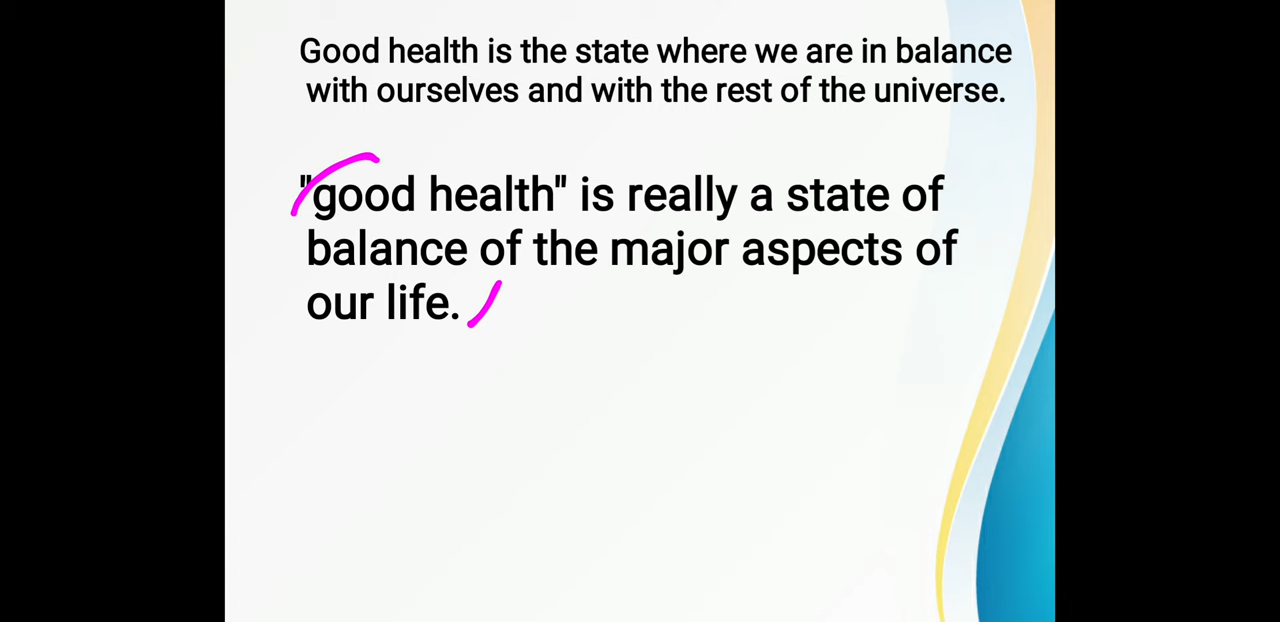 Good health is the state where we are in balance
with ourselves and with the rest of the universe.
"good health" is really a state of
balance of the major aspects of
our life.